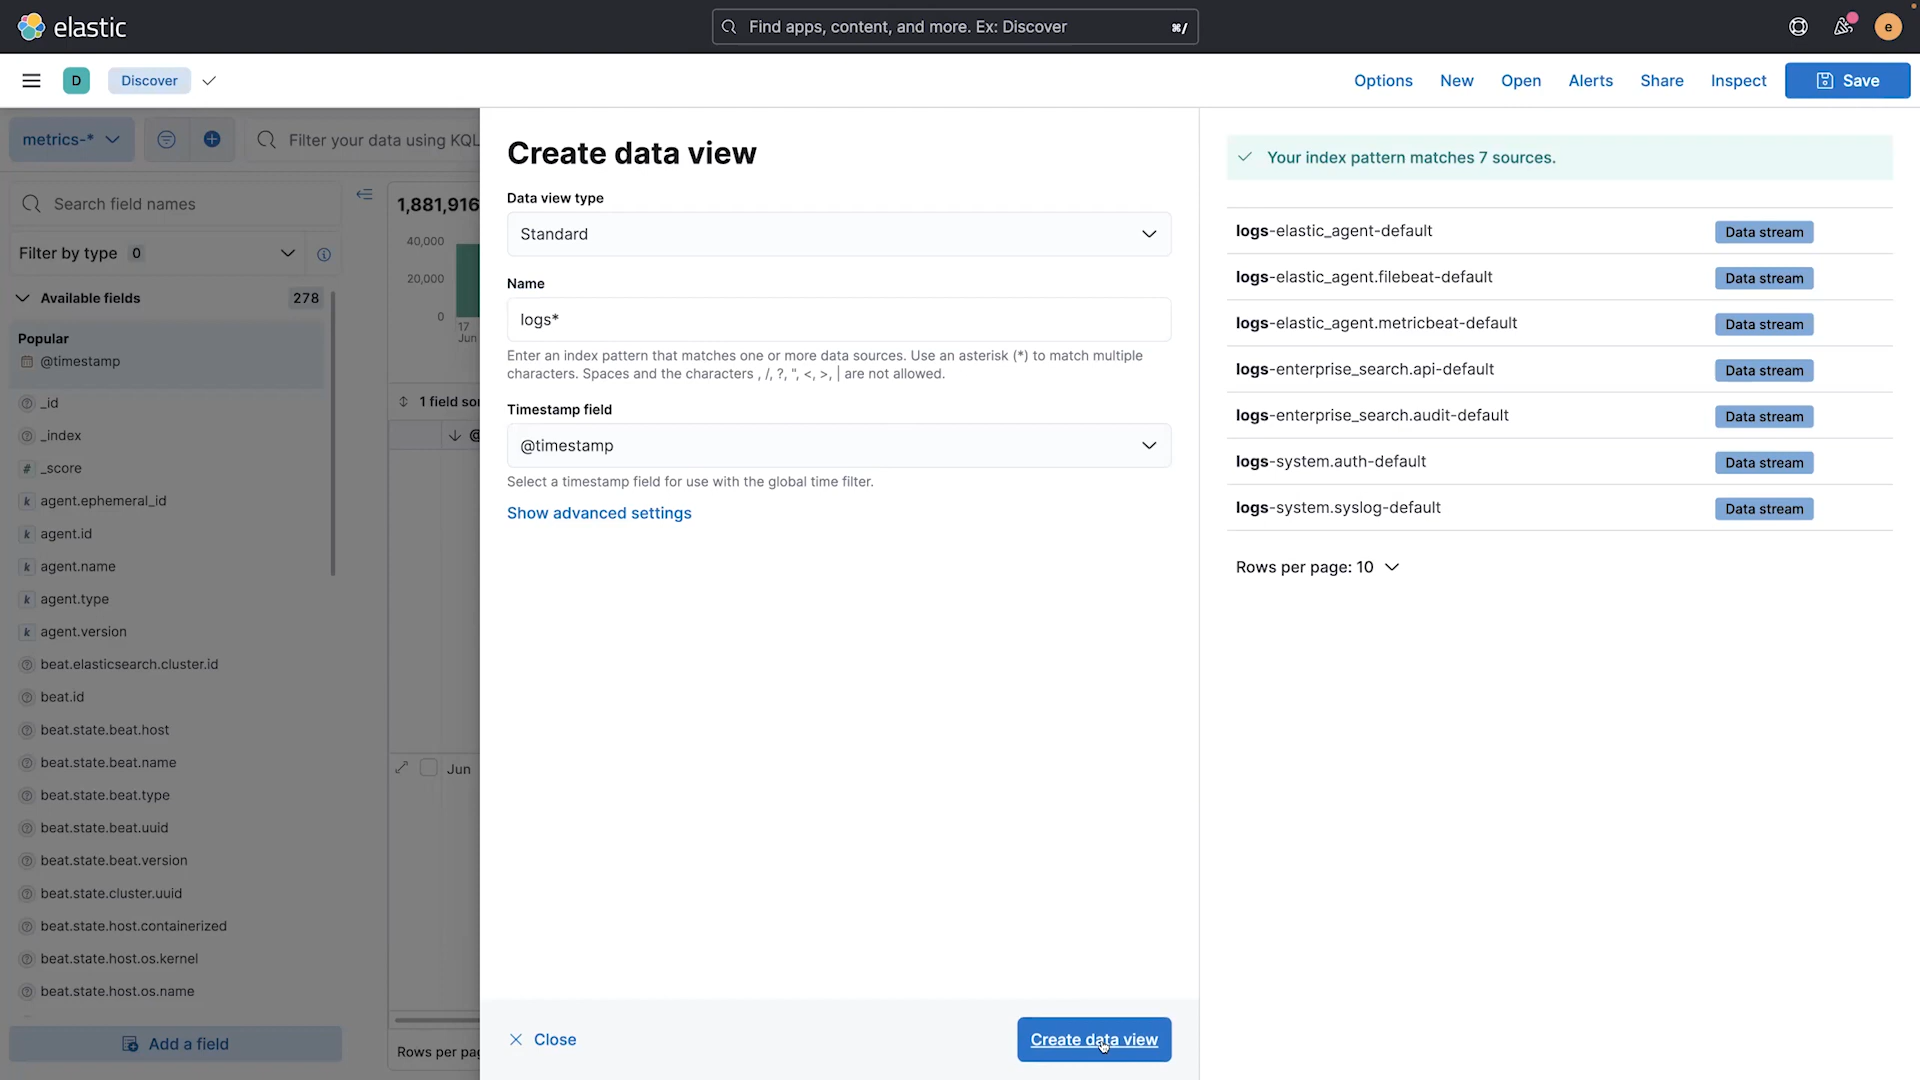 elastic
Find apps, content, and more. Ex: Discover
⌘/
e
D
Discover
Options
New
Open
Alerts
Share
Inspect
Save
metrics-*
Filter your data using KQL
Search field names
Filter by type 0
Available fields
278
Popular
@timestamp
_id
_index
# _score
k agent.ephemeral_id
k agent.id
k agent.name
k agent.type
k agent.version
beat.elasticsearch.cluster.id
beat.id
beat.state.beat.host
beat.state.beat.name
beat.state.beat.type
beat.state.beat.uuid
beat.state.beat.version
beat.state.cluster.uuid
beat.state.host.containerized
beat.state.host.os.kernel
beat.state.host.os.name
Add a field
1,881,916
40,000
20,000
0
17
Jun
1 field sor
@
Jun
Rows per pag
Create data view
Data view type
Standard
Name
logs*
Enter an index pattern that matches one or more data sources. Use an asterisk (*) to match multiple
characters. Spaces and the characters , /, ?, ", <, >, | are not allowed.
Timestamp field
@timestamp
Select a timestamp field for use with the global time filter.
Show advanced settings
Close
Create data view
Your index pattern matches 7 sources.
logs-elastic_agent-default Data stream
logs-elastic_agent.filebeat-default Data stream
logs-elastic_agent.metricbeat-default Data stream
logs-enterprise_search.api-default Data stream
logs-enterprise_search.audit-default Data stream
logs-system.auth-default Data stream
logs-system.syslog-default Data stream
Rows per page: 10